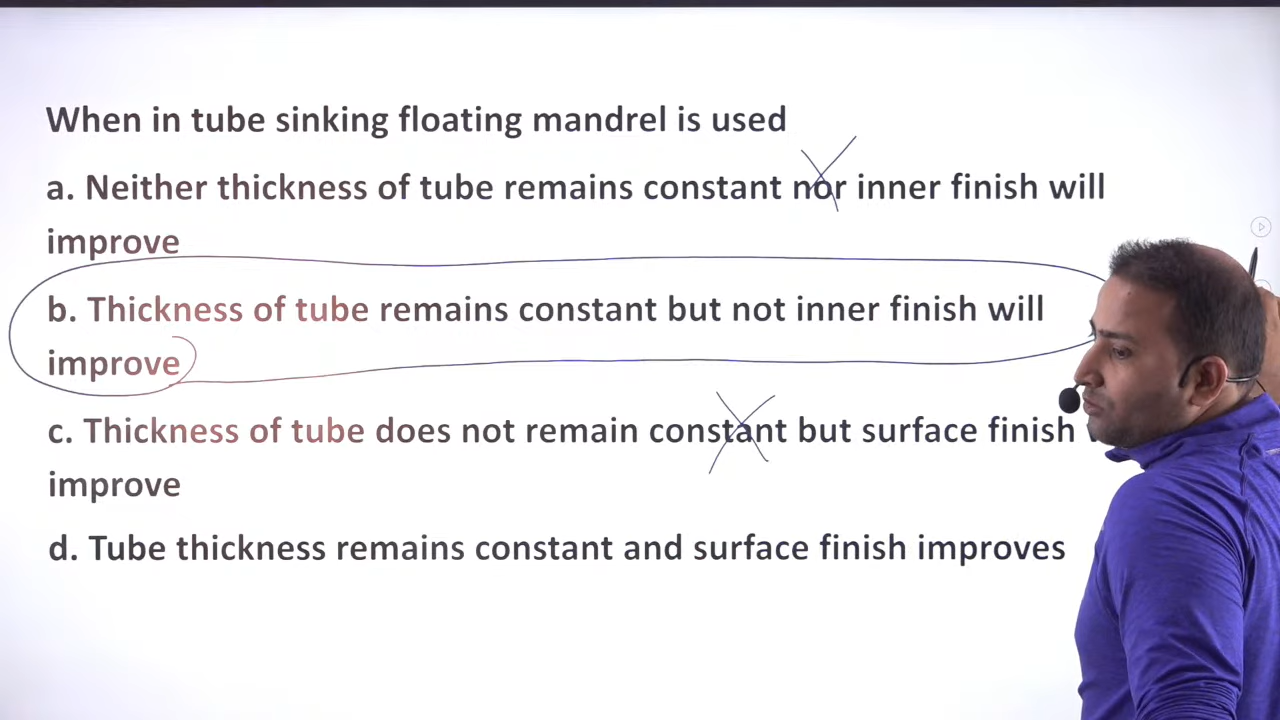 When in tube sinking floating mandrel is used
a. Neither thickness of tube remains constant nor inner finish will
improve
b. Thickness of tube remains constant but not inner finish will
improve
c. Thickness of tube does not remain constant but surface finish
improve
d. Tube thickness remains constant and surface finish improves